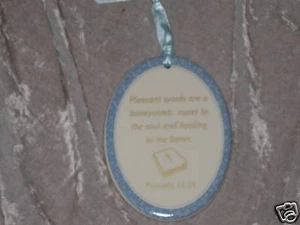 Pleasant words are a
honeycomb, sweet to
the soul and healing
to the bones.
Proverbs